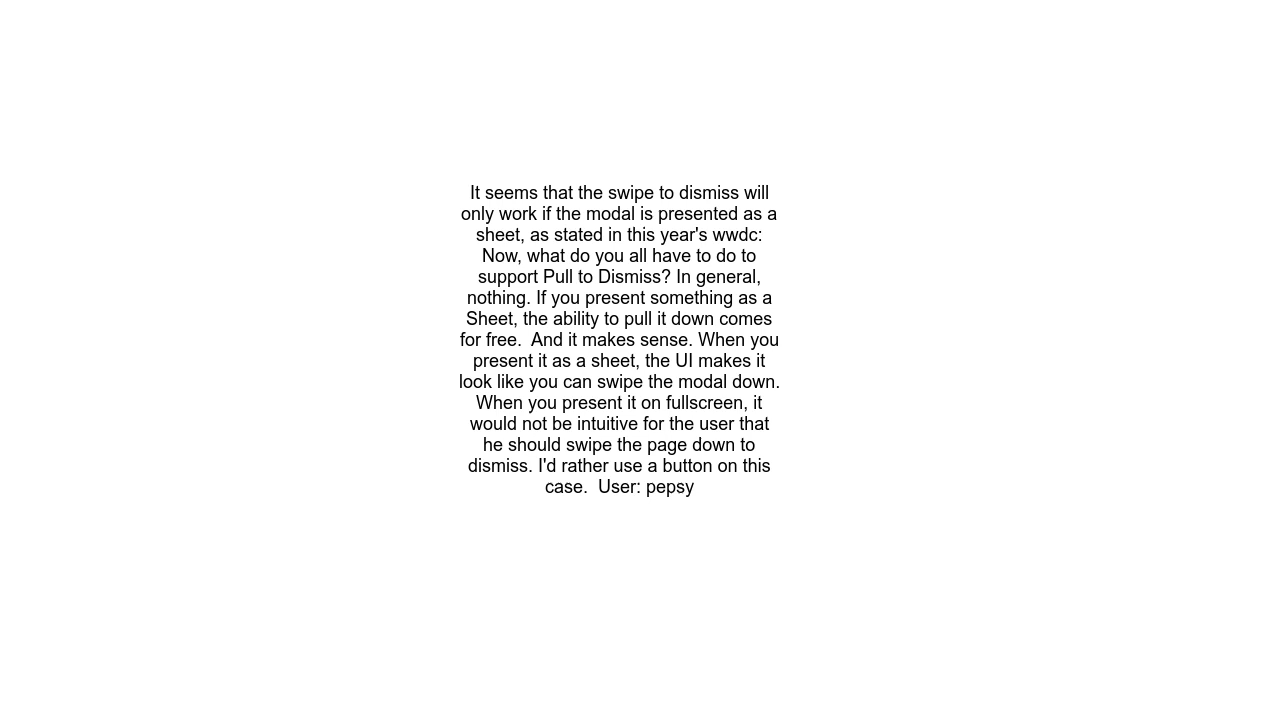 It seems that the swipe to dismiss will
only work if the modal is presented as a
sheet, as stated in this year's wwdc:
Now, what do you all have to do to
support Pull to Dismiss? In general,
nothing. If you present something as a
Sheet, the ability to pull it down comes
for free.  And it makes sense. When you
present it as a sheet, the UI makes it
look like you can swipe the modal down.
When you present it on fullscreen, it
would not be intuitive for the user that
he should swipe the page down to
dismiss. I'd rather use a button on this
case.  User: pepsy